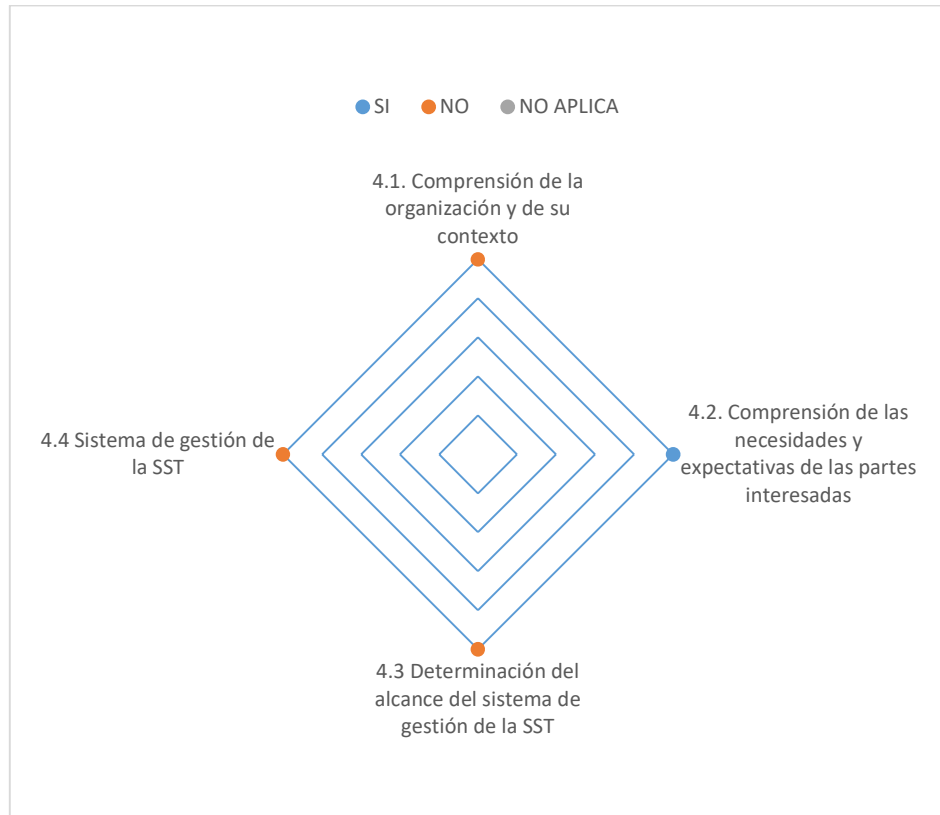 SI NO NO APLICA
4.1. Comprensión de la
organización y de su
contexto
4.2. Comprensión de las
necesidades y
expectativas de las partes
interesadas
4.4 Sistema de gestión de
la SST
4.3 Determinación del
alcance del sistema de
gestión de la SST